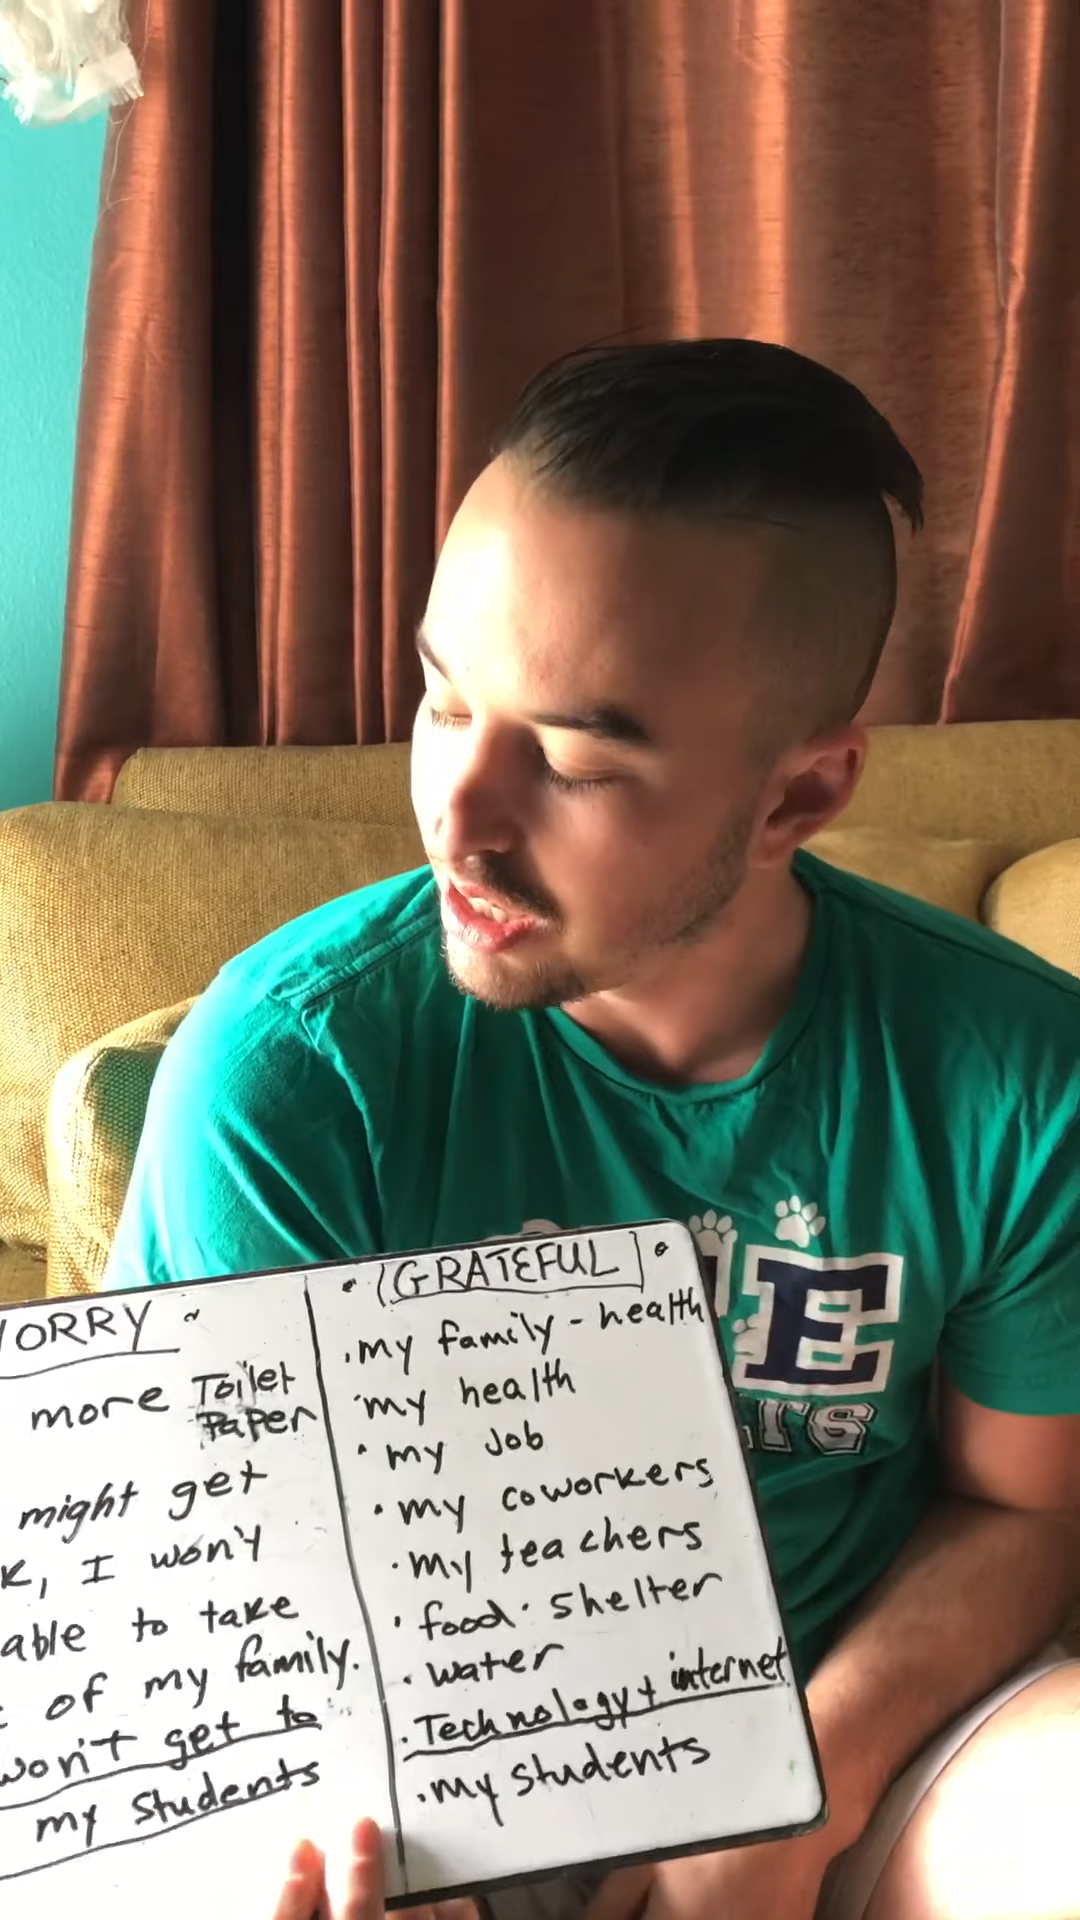 ORRY ~
more Toilet
Paper
might get
K, I won'y
able to take
of my family.
won't get to
my students
• GRATEFUL •
• my family - health
• my health
• my job
• my coworkers
• my teachers
• food • shelter
• water
• Technology + internet
• my students
E